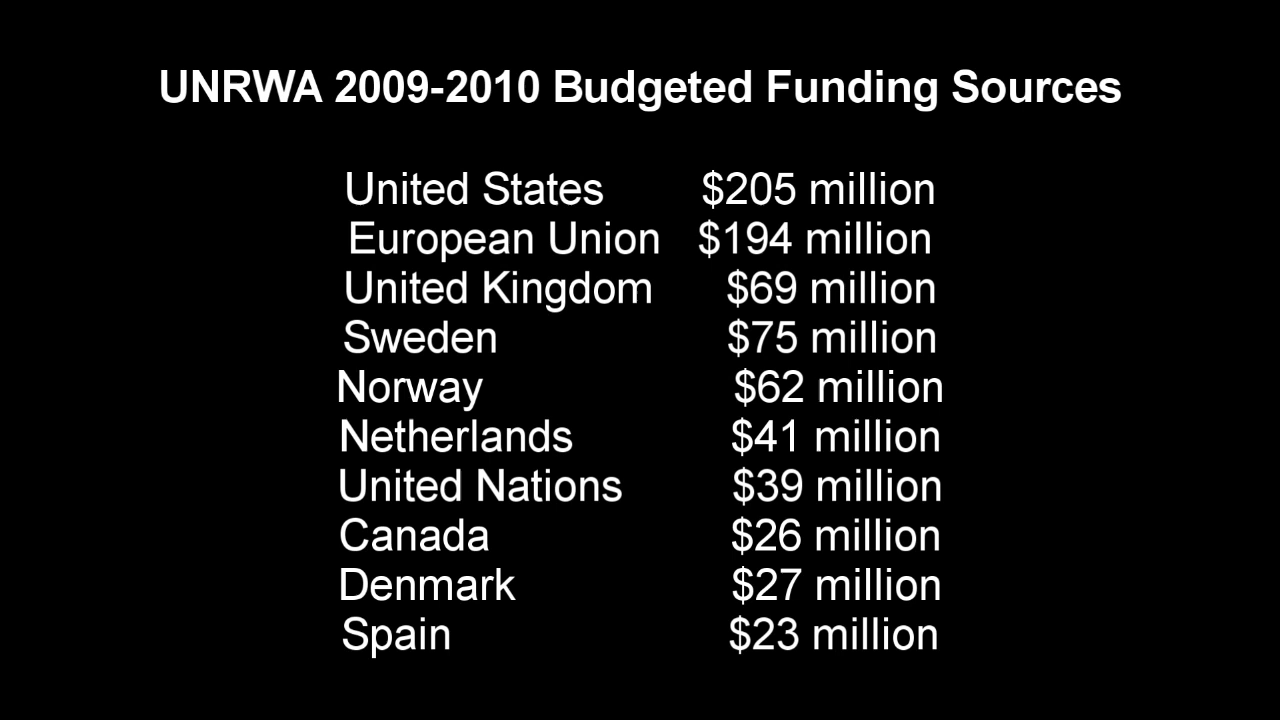 UNRWA 2009-2010 Budgeted Funding Sources
United States $205 million
European Union $194 million
United Kingdom $69 million
Sweden $75 million
Norway $62 million
Netherlands $41 million
United Nations $39 million
Canada $26 million
Denmark $27 million
Spain $23 million